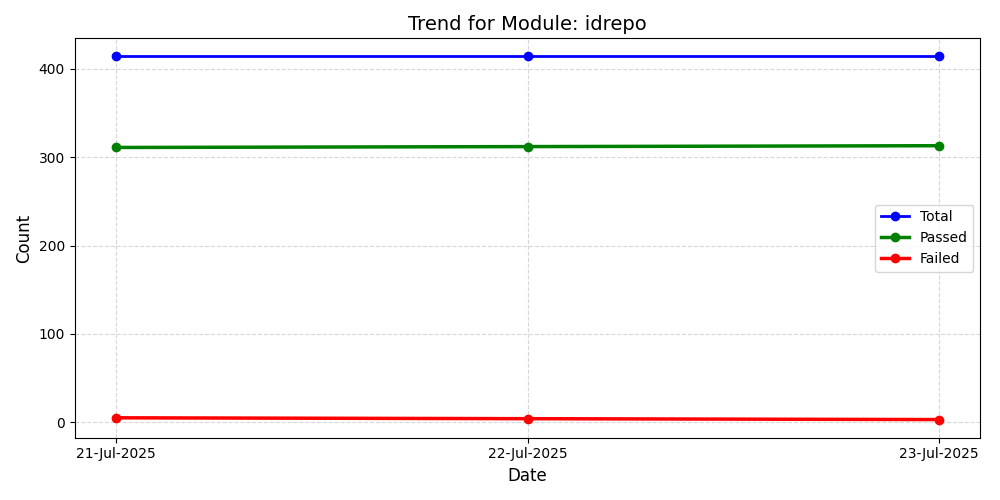 Trend for Module: idrepo
400
300
200
100
0
Count
Total
Passed
Failed
21-Jul-2025
22-Jul-2025
23-Jul-2025
Date